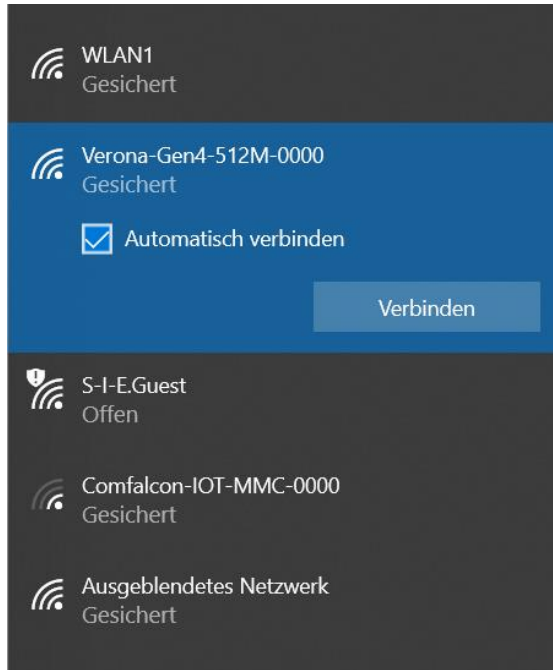 WLAN1
Gesichert
Verona-Gen4-512M-0000
Gesichert
Automatisch verbinden
Verbinden
S-I-E.Guest
Offen
Comfalcon-IOT-MMC-0000
Gesichert
Ausgeblendetes Netzwerk
Gesichert